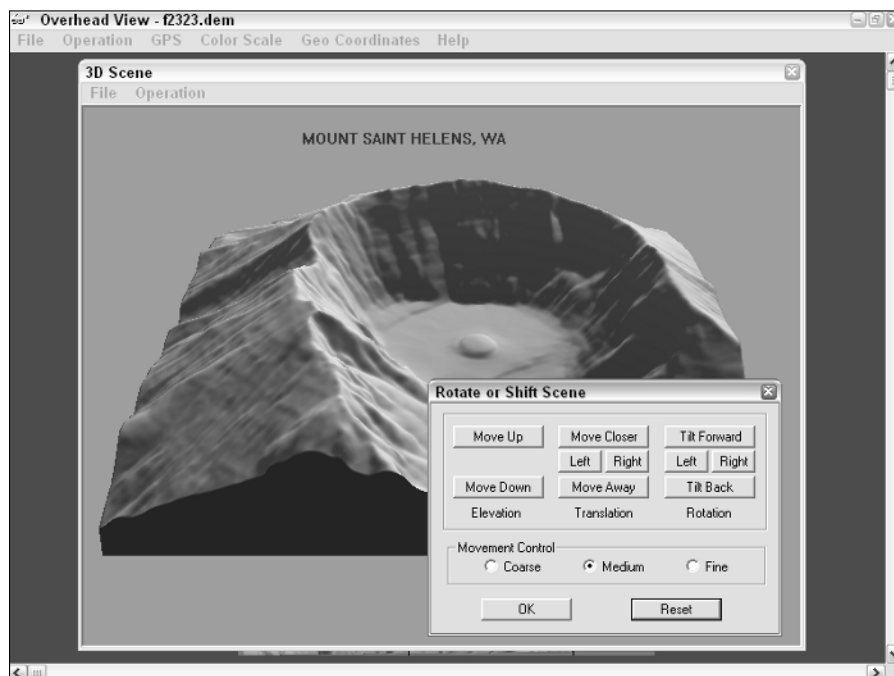 Overhead View - f2323.dem
File Operation GPS Color Scale Geo Coordinates Help
3D Scene
File Operation
MOUNT SAINT HELENS, WA
Rotate or Shift Scene
Move Up Move Closer Tilt Forward
Left Right Left Right
Move Down Move Away Tilt Back
Elevation Translation Rotation
Movement Control
Coarse Medium Fine
OK Reset